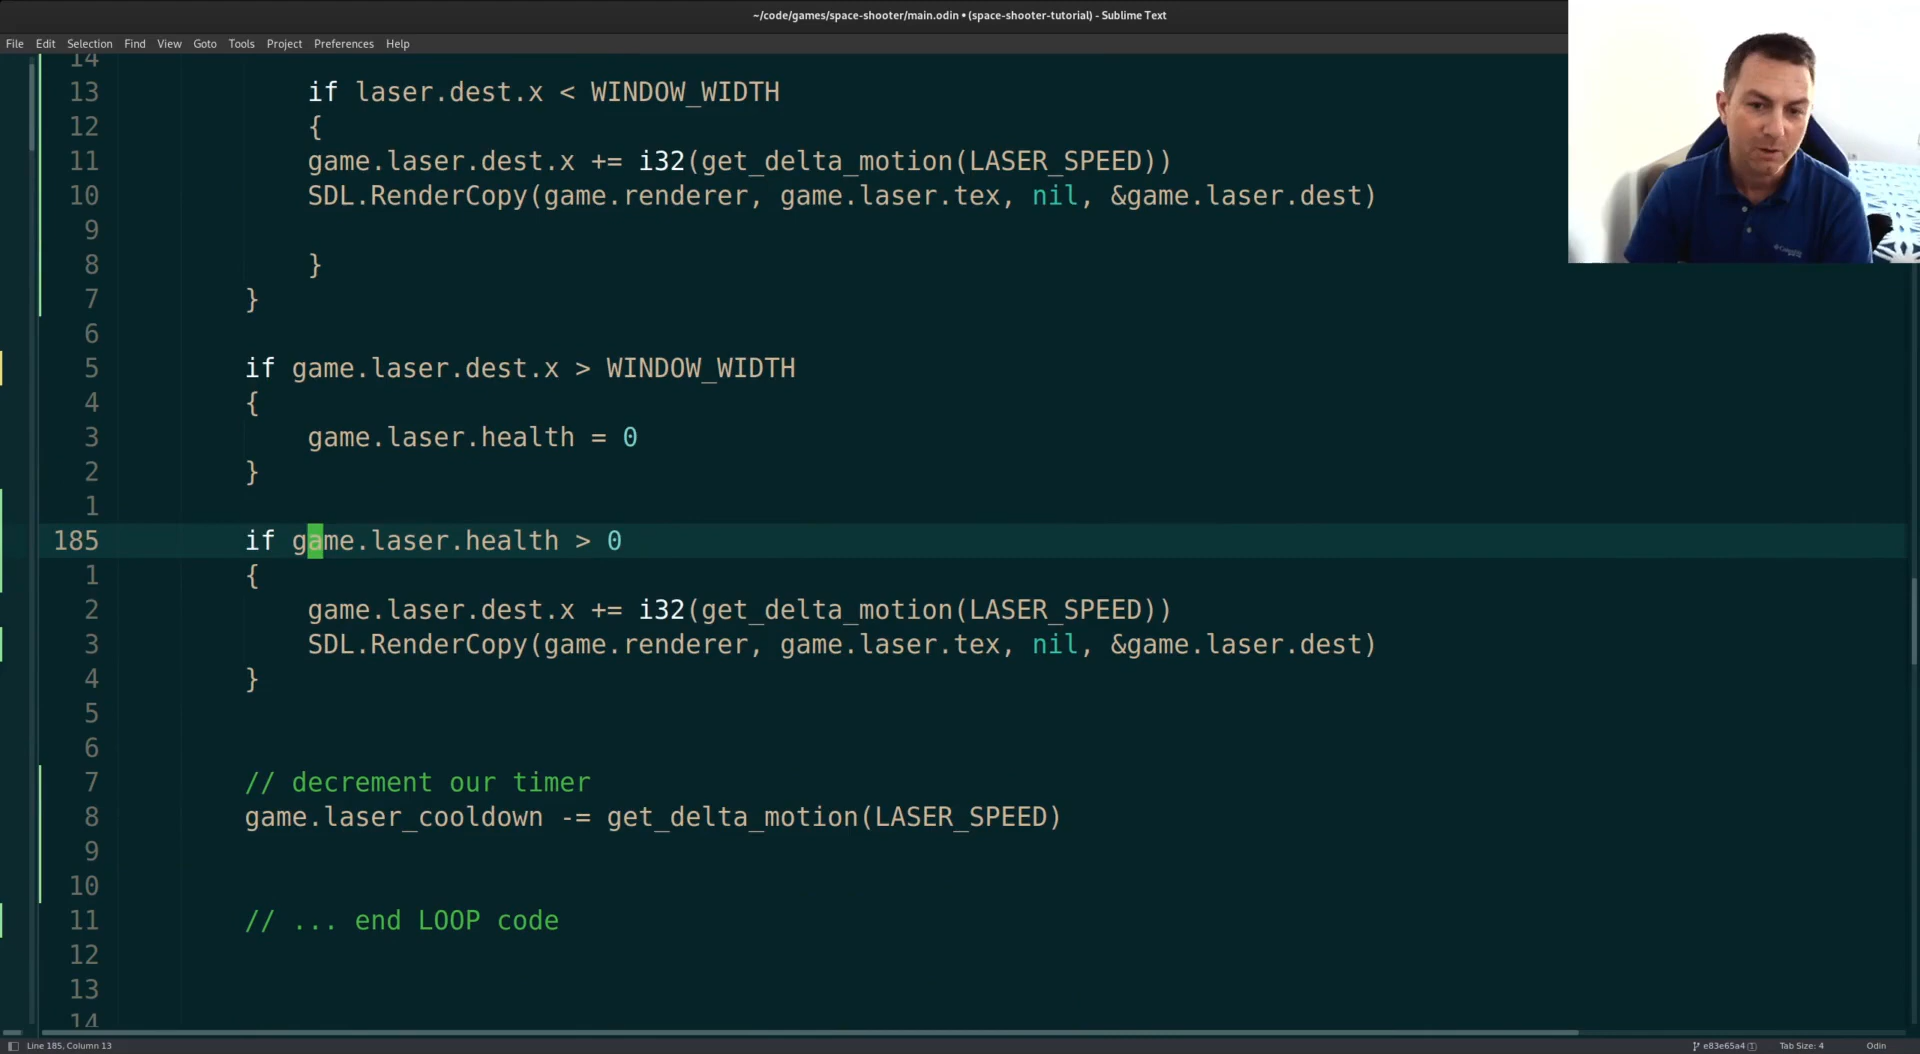 ~/code/games/space-shooter/main.odin • (space-shooter-tutorial) - Sublime Text
File Edit Selection Find View Goto Tools Project Preferences Help
14
13 if laser.dest.x < WINDOW_WIDTH
12 {
11 game.laser.dest.x += i32(get_delta_motion(LASER_SPEED))
10 SDL.RenderCopy(game.renderer, game.laser.tex, nil, &game.laser.dest)
9
8 }
7 }
6
5 if game.laser.dest.x > WINDOW_WIDTH
4 {
3 game.laser.health = 0
2 }
1
185 if game.laser.health > 0
1 {
2 game.laser.dest.x += i32(get_delta_motion(LASER_SPEED))
3 SDL.RenderCopy(game.renderer, game.laser.tex, nil, &game.laser.dest)
4 }
5
6
7 // decrement our timer
8 game.laser_cooldown -= get_delta_motion(LASER_SPEED)
9
10
11 // ... end LOOP code
12
13
14
Line 185, Column 13 e83e65a4 1 Tab Size: 4 Odin